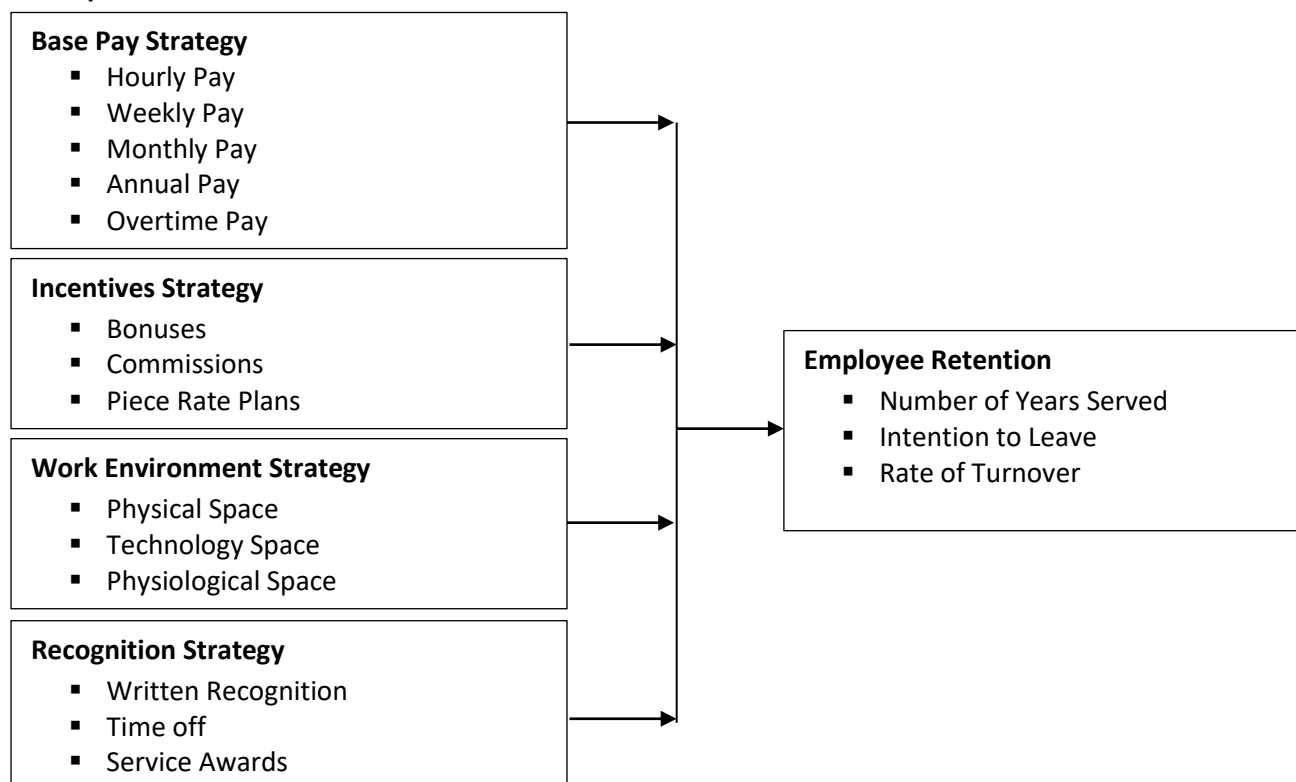 Base Pay Strategy
▪ Hourly Pay
▪ Weekly Pay
▪ Monthly Pay
▪ Annual Pay
▪ Overtime Pay
Incentives Strategy
▪ Bonuses
▪ Commissions
▪ Piece Rate Plans
Work Environment Strategy
▪ Physical Space
▪ Technology Space
▪ Physiological Space
Recognition Strategy
▪ Written Recognition
▪ Time off
▪ Service Awards
Employee Retention
▪ Number of Years Served
▪ Intention to Leave
▪ Rate of Turnover